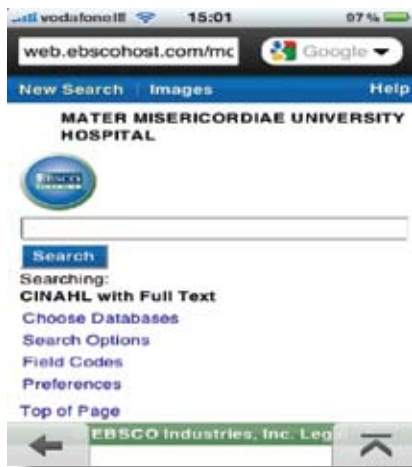 vodafone 15:01 97%
web.ebscohost.com/mc Google
New Search Images Help
MATER MISERICORDIAE UNIVERSITY
HOSPITAL
EBSCO
Search
Searching:
CINAHL with Full Text
Choose Databases
Search Options
Field Codes
Preferences
Top of Page
EBSCO Industries, Inc. Leg